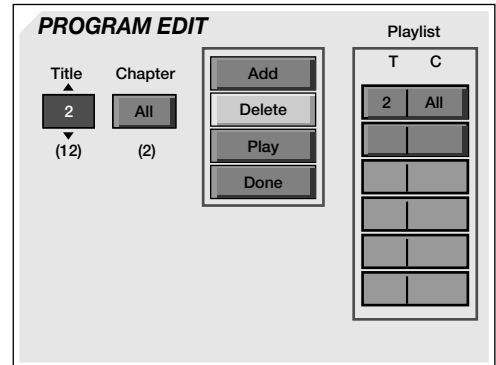 PROGRAM EDIT
Title Chapter
2 All
(12) (2)
Add
Delete
Play
Done
Playlist
T C
2 All